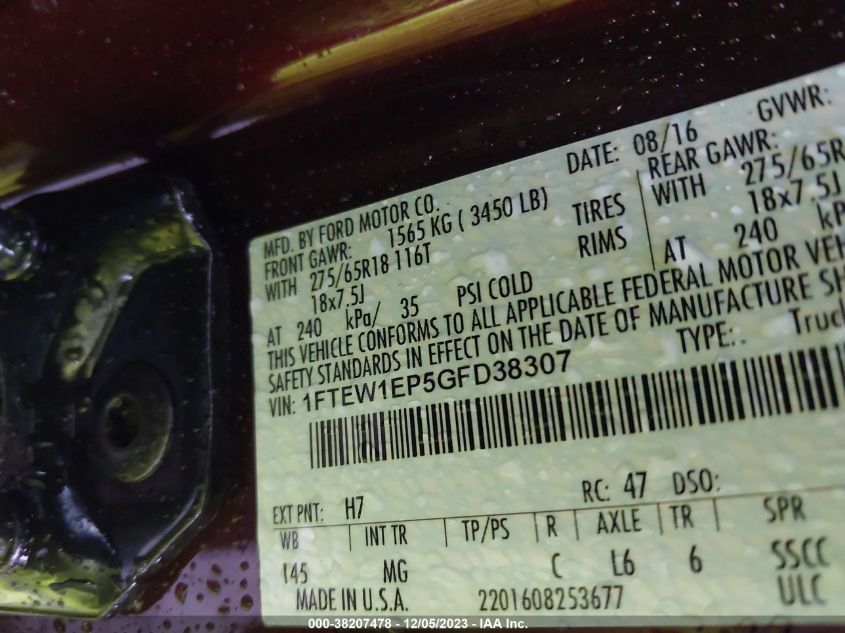 MFD. BY FORD MOTOR CO. DATE: 08/16 GVWR:
FRONT GAWR: 1565 KG ( 3450 LB) REAR GAWR:
WITH 275/65R18 116T TIRES WITH 275/65R
18x7.5J RIMS 18x7.5J
AT 240 kPa/ 35 PSI COLD AT 240 kP
THIS VEHICLE CONFORMS TO ALL APPLICABLE FEDERAL MOTOR VEH
SAFETY STANDARDS IN EFFECT ON THE DATE OF MANUFACTURE SH
VIN: 1FTEW1EP5GFD38307 TYPE: Truc
EXT PNT: H7 RC: 47 DSO:
WB INT TR TP/PS R AXLE TR SPR
145 MG C L6 6 SSCC
MADE IN U.S.A. 2201608253677 ULC
000-38207478 - 12/05/2023 - IAA Inc.